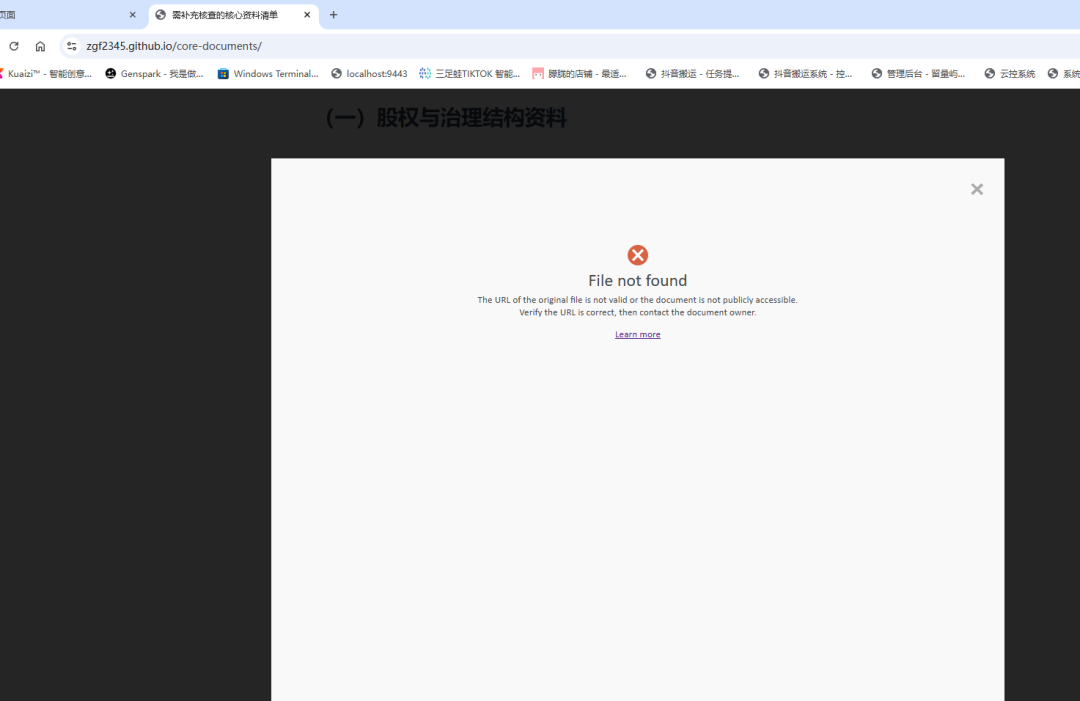 页面
需补充核查的核心资料清单
zgf2345.github.io/core-documents/
Kuaizi™ - 智能创意...
Genspark - 我是做...
Windows Terminal...
localhost:9443
三足蛙TIKTOK 智能...
朦胧的店铺 - 最适...
抖音搬运 - 任务提...
抖音搬运系统 - 控...
管理后台 - 留量屿...
云控系统
系统
（一）股权与治理结构资料
File not found
The URL of the original file is not valid or the document is not publicly accessible.
Verify the URL is correct, then contact the document owner.
Learn more